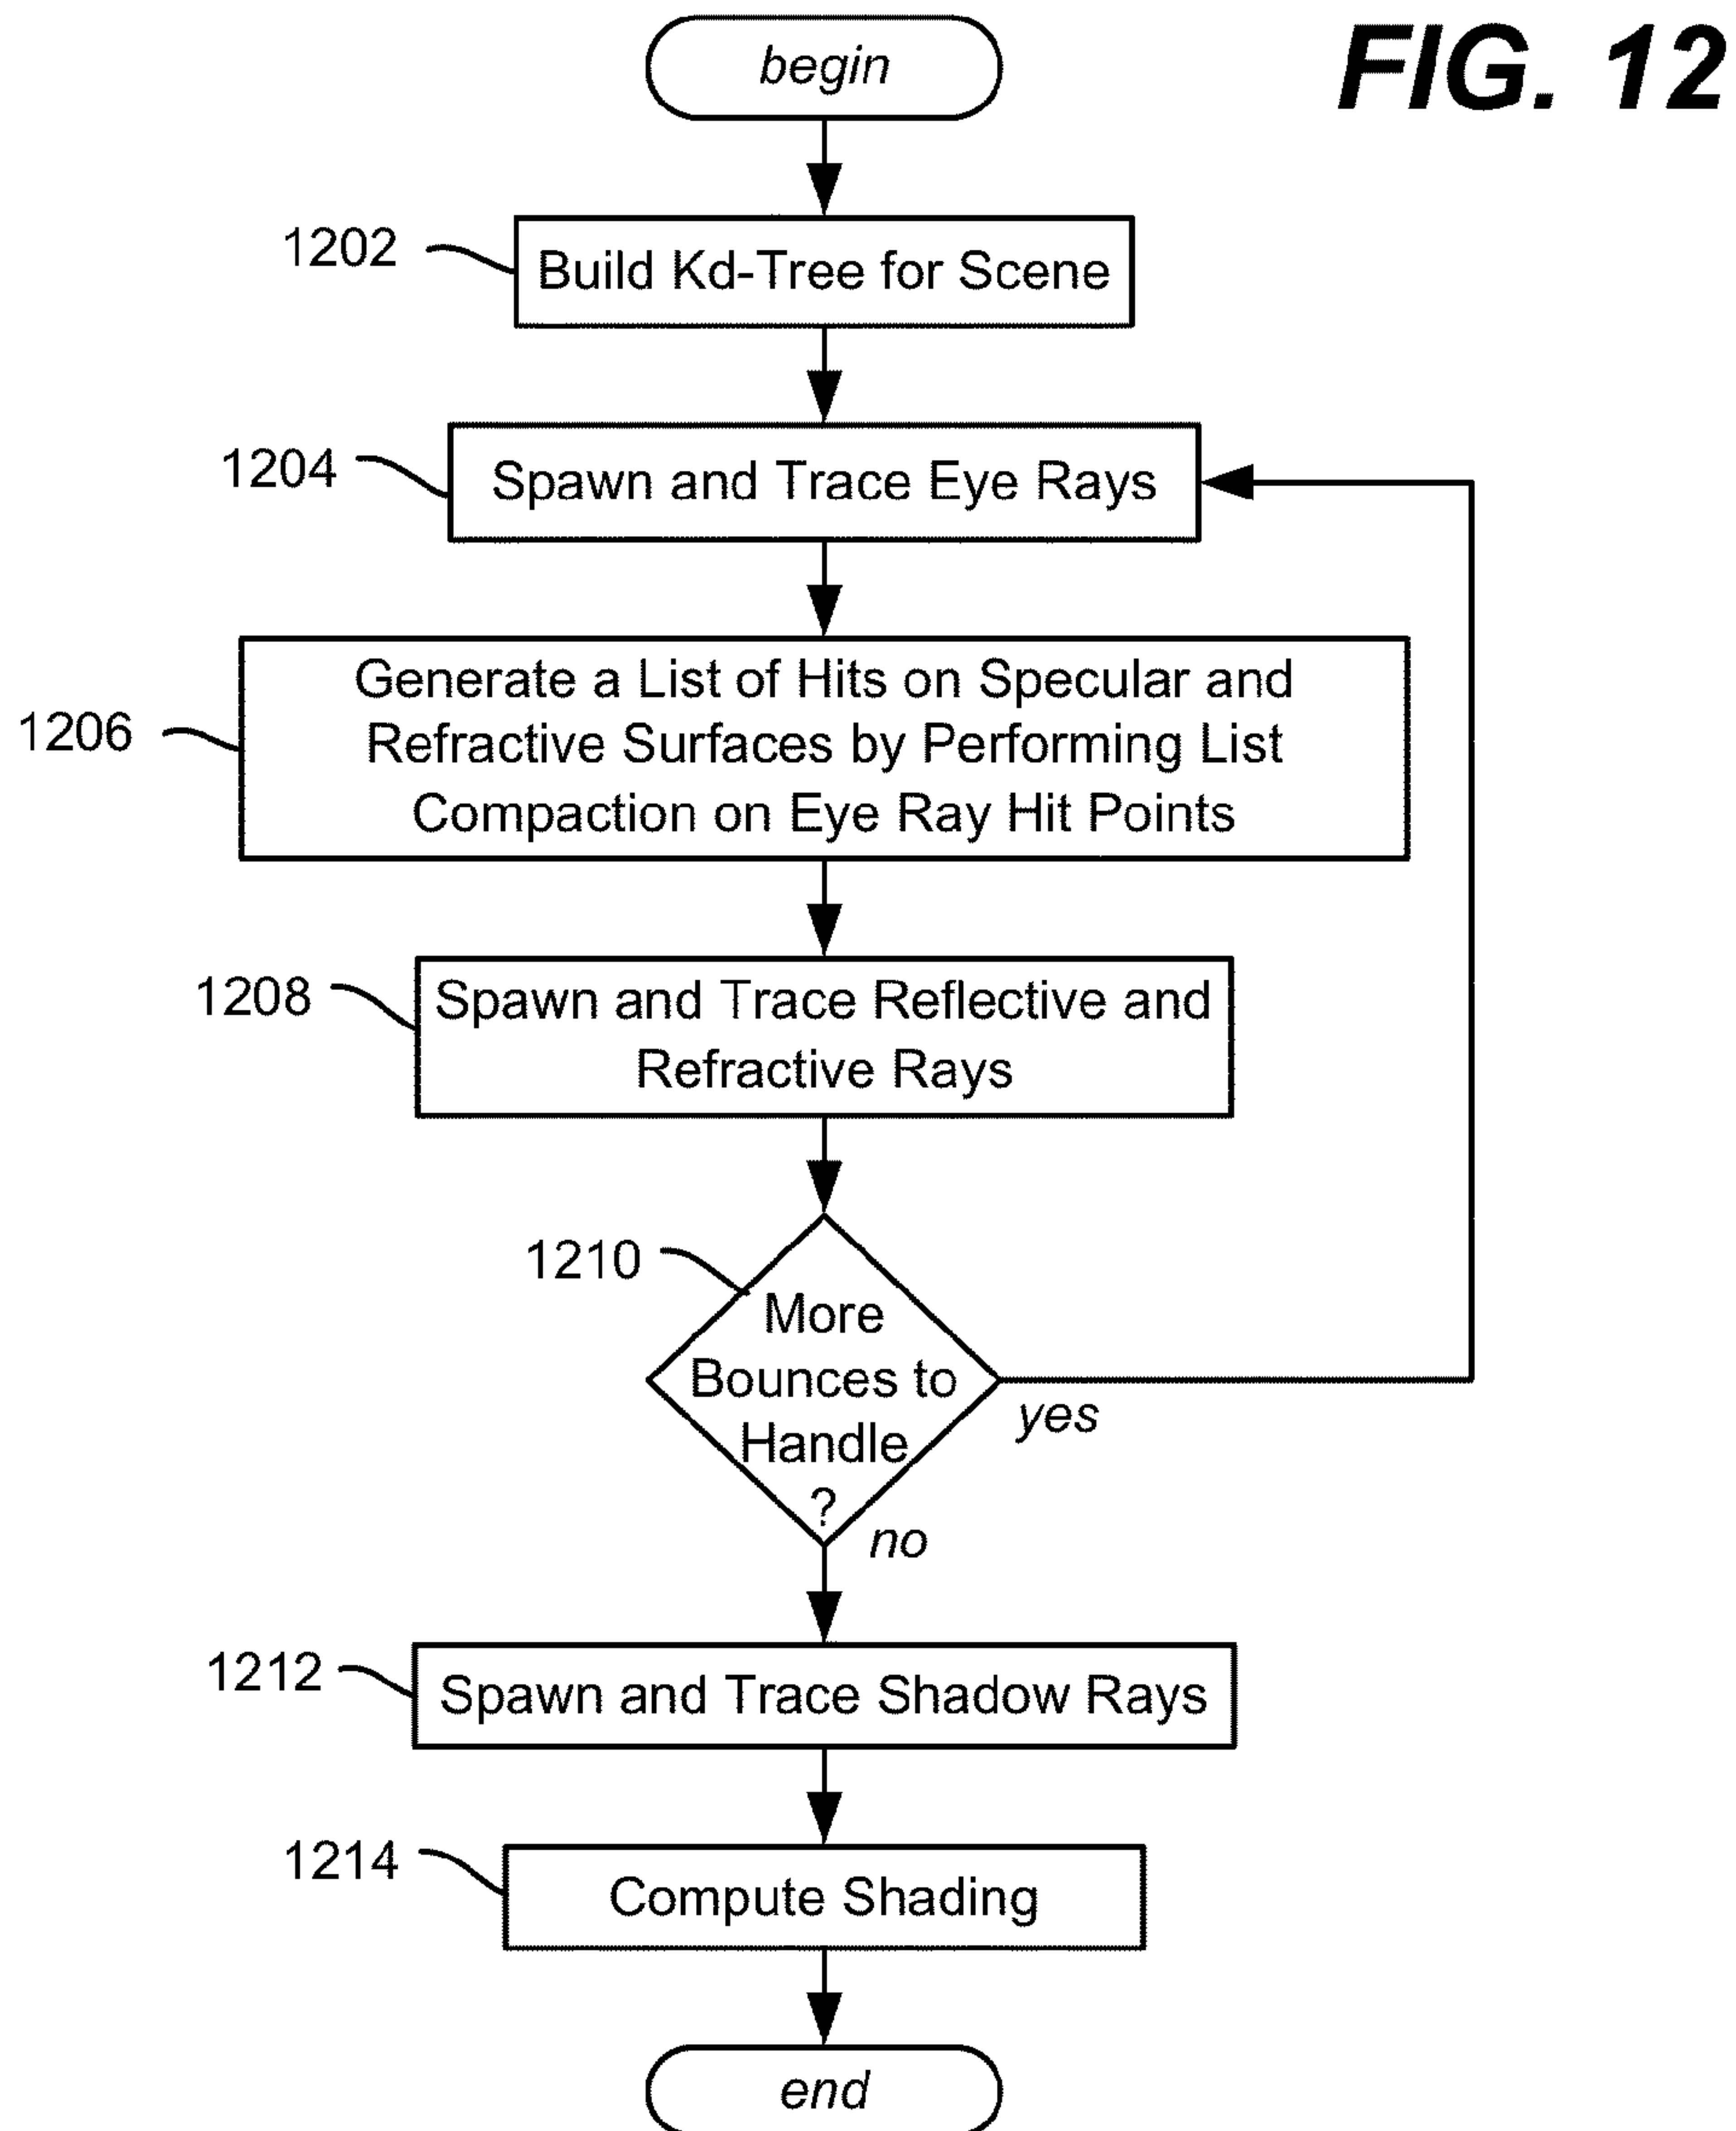 FIG. 12
begin
1202
Build Kd-Tree for Scene
1204
Spawn and Trace Eye Rays
1206
Generate a List of Hits on Specular and
Refractive Surfaces by Performing List
Compaction on Eye Ray Hit Points
1208
Spawn and Trace Reflective and
Refractive Rays
1210
More
Bounces to
Handle
?
yes
no
1212
Spawn and Trace Shadow Rays
1214
Compute Shading
end